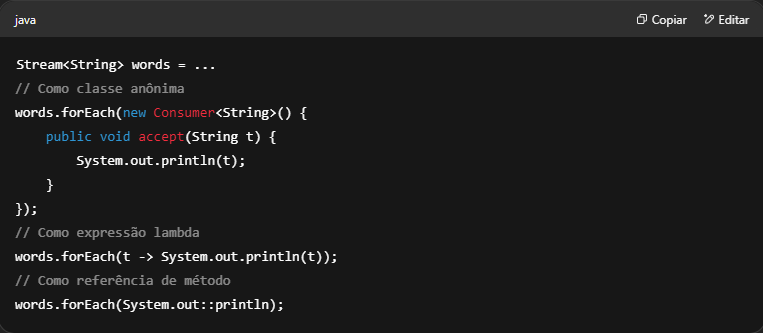 java
Copiar
Editar
Stream<String> words = ...
// Como classe anônima
words.forEach(new Consumer<String>() {
    public void accept(String t) {
        System.out.println(t);
    }
});
// Como expressão lambda
words.forEach(t -> System.out.println(t));
// Como referência de método
words.forEach(System.out::println);